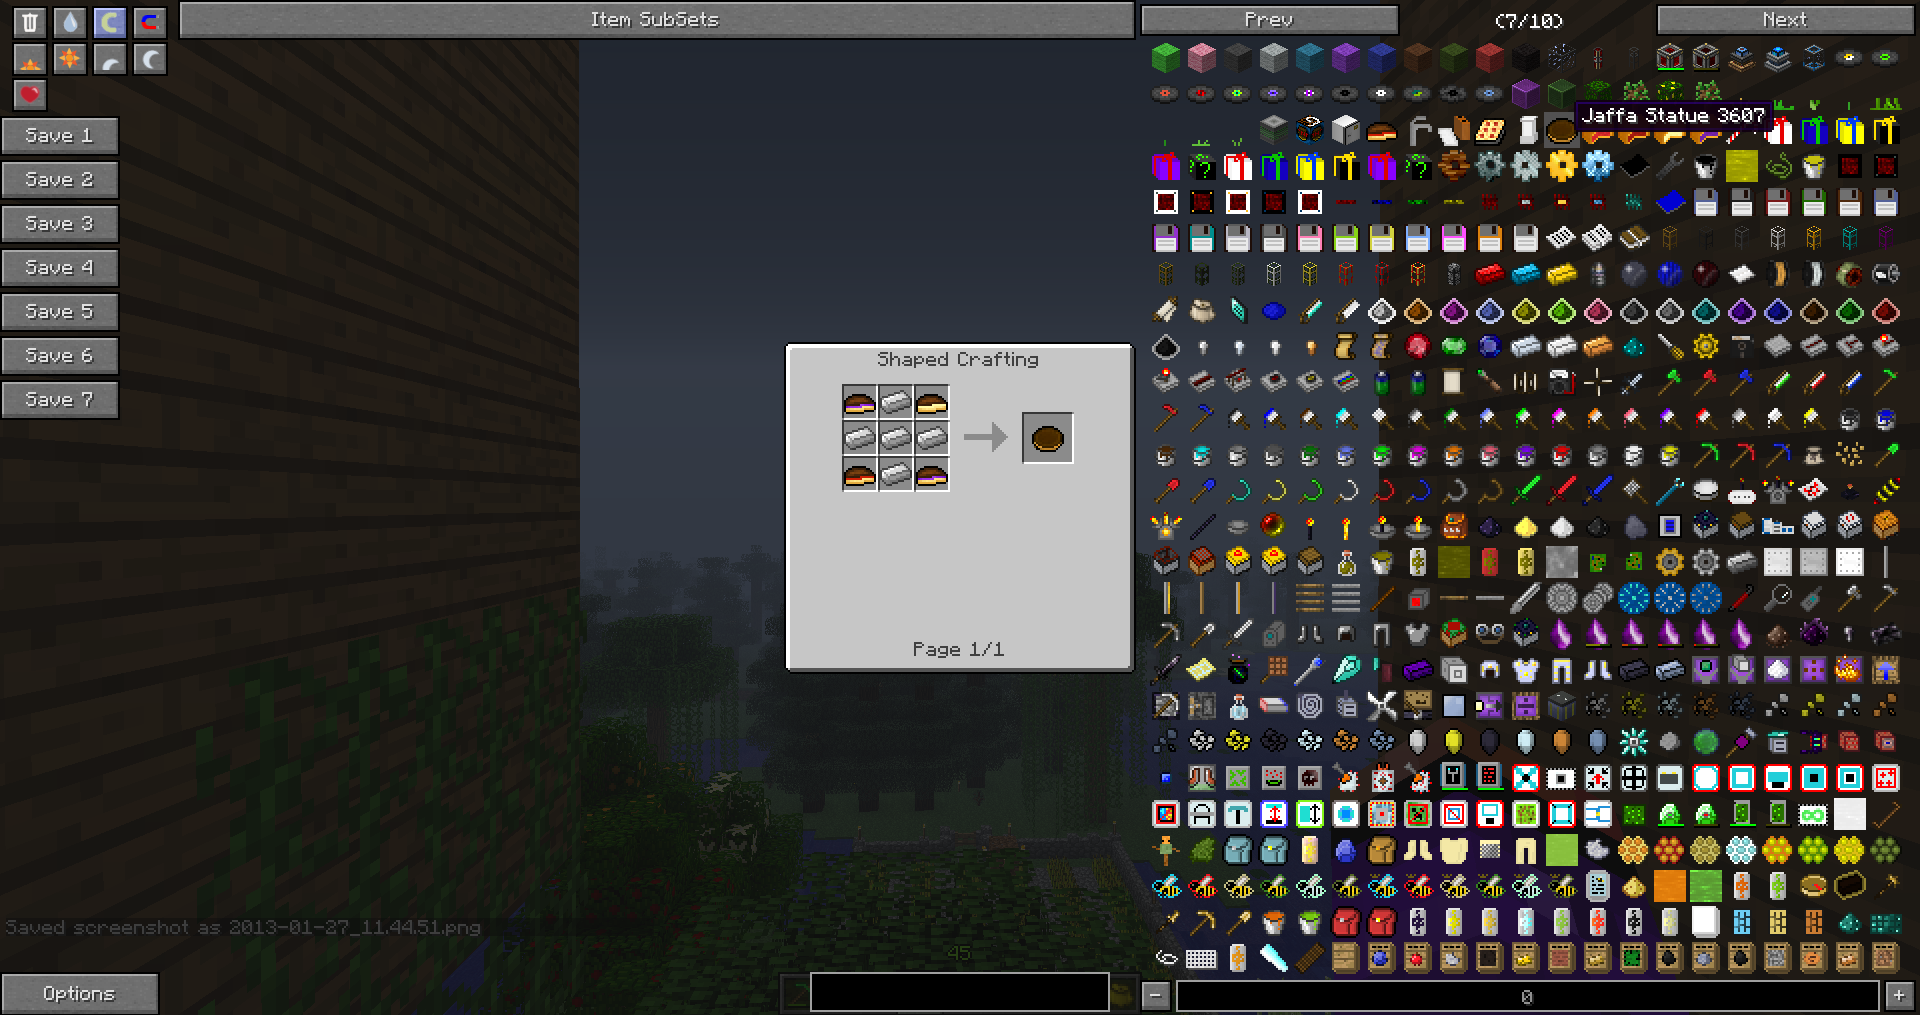 Item SubSets
Prev
(7/10)
Next
Jaffa Statue 3607
Save 1
Save 2
Save 3
Save 4
Save 5
Save 6
Save 7
Shaped Crafting
Page 1/1
Saved screenshot as 2013-01-27_11.44.51.png
45
Options
-
0
+